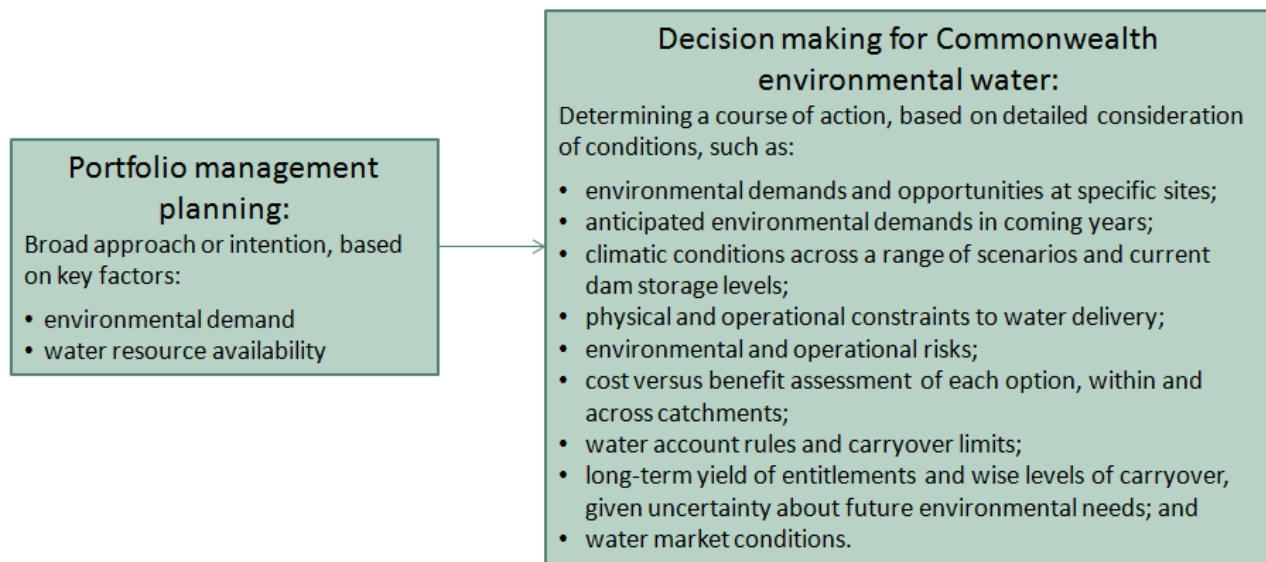 Portfolio management
planning:
Broad approach or intention, based
on key factors:
• environmental demand
• water resource availability
Decision making for Commonwealth
environmental water:
Determining a course of action, based on detailed consideration
of conditions, such as:
• environmental demands and opportunities at specific sites;
• anticipated environmental demands in coming years;
• climatic conditions across a range of scenarios and current
dam storage levels;
• physical and operational constraints to water delivery;
• environmental and operational risks;
• cost versus benefit assessment of each option, within and
across catchments;
• water account rules and carryover limits;
• long-term yield of entitlements and wise levels of carryover,
given uncertainty about future environmental needs; and
• water market conditions.